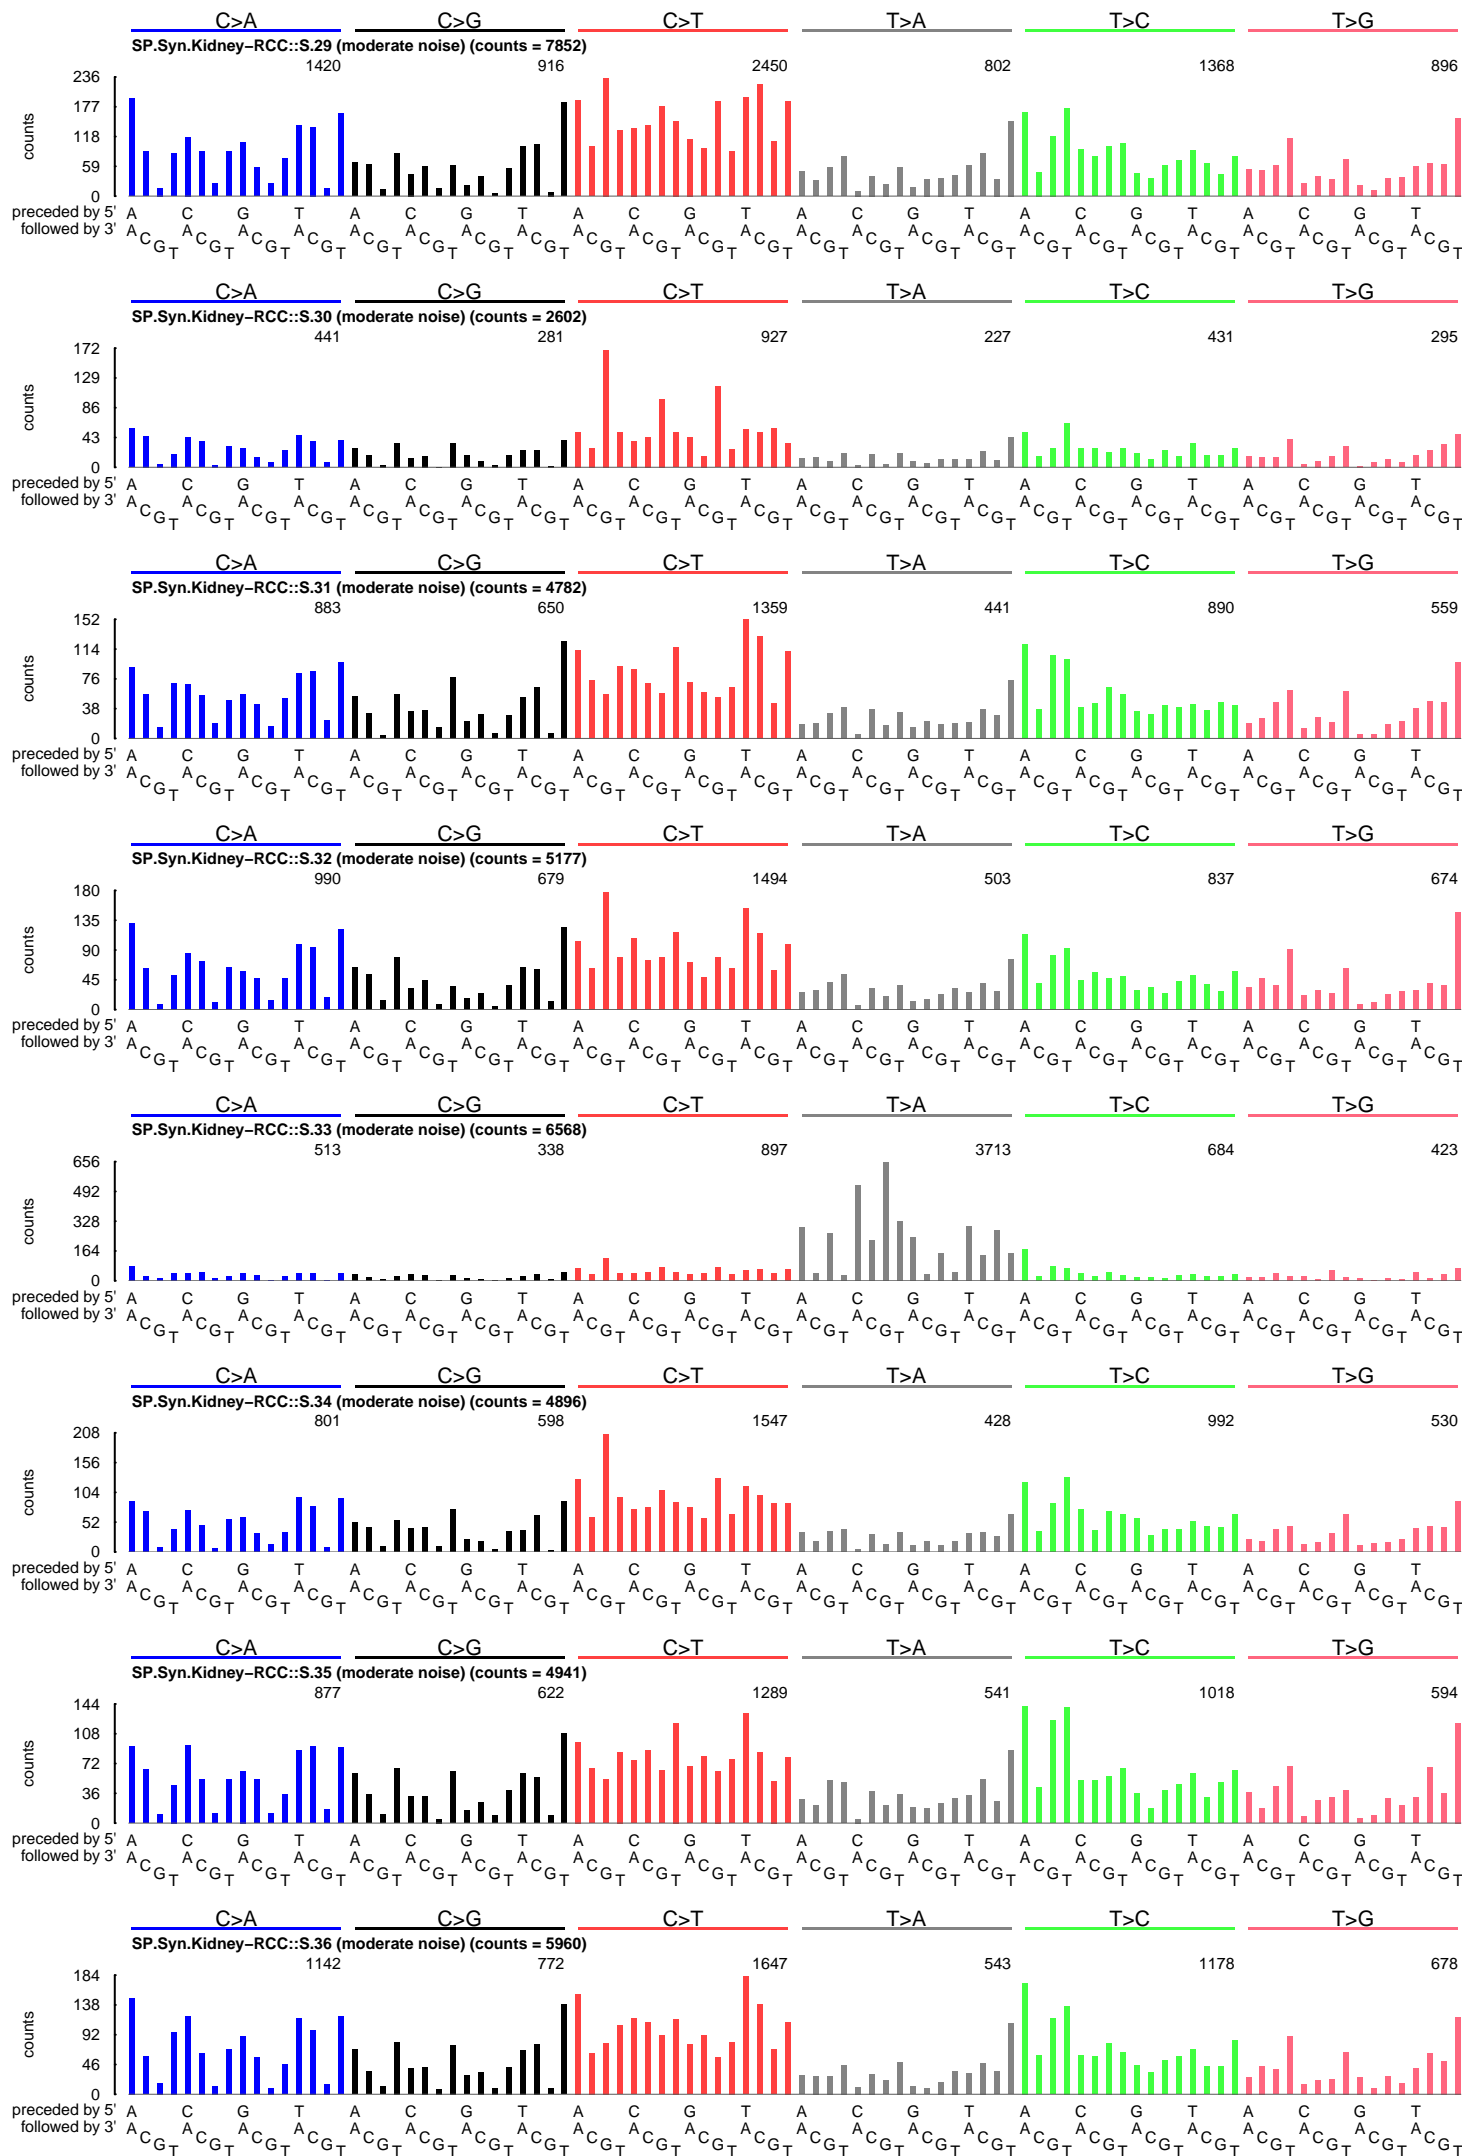 C>A C>G C>T T>A T>C T>G
SP.Syn.Kidney−RCC::S.29 (moderate noise) (counts = 7852)
1420 916 2450 802 1368 896
236
177
118
59
0
counts
preceded by 5' A C G T A C G T A C G T A C G T A C G T A C G T
followed by 3' A C G T A C G T A C G T A C G T A C G T A C G T A C G T A C G T A C G T A C G T A C G T A C G T A C G T A C G T A C G T A C G T A C G T A C G T A C G T A C G T A C G T A C G T A C G T A C G T
C>A C>G C>T T>A T>C T>G
SP.Syn.Kidney−RCC::S.30 (moderate noise) (counts = 2602)
441 281 927 227 431 295
172
129
86
43
0
counts
preceded by 5' A C G T A C G T A C G T A C G T A C G T A C G T
followed by 3' A C G T A C G T A C G T A C G T A C G T A C G T A C G T A C G T A C G T A C G T A C G T A C G T A C G T A C G T A C G T A C G T A C G T A C G T A C G T A C G T A C G T A C G T A C G T A C G T
C>A C>G C>T T>A T>C T>G
SP.Syn.Kidney−RCC::S.31 (moderate noise) (counts = 4782)
883 650 1359 441 890 559
152
114
76
38
0
counts
preceded by 5' A C G T A C G T A C G T A C G T A C G T A C G T
followed by 3' A C G T A C G T A C G T A C G T A C G T A C G T A C G T A C G T A C G T A C G T A C G T A C G T A C G T A C G T A C G T A C G T A C G T A C G T A C G T A C G T A C G T A C G T A C G T A C G T
C>A C>G C>T T>A T>C T>G
SP.Syn.Kidney−RCC::S.32 (moderate noise) (counts = 5177)
990 679 1494 503 837 674
180
135
90
45
0
counts
preceded by 5' A C G T A C G T A C G T A C G T A C G T A C G T
followed by 3' A C G T A C G T A C G T A C G T A C G T A C G T A C G T A C G T A C G T A C G T A C G T A C G T A C G T A C G T A C G T A C G T A C G T A C G T A C G T A C G T A C G T A C G T A C G T A C G T
C>A C>G C>T T>A T>C T>G
SP.Syn.Kidney−RCC::S.33 (moderate noise) (counts = 6568)
513 338 897 3713 684 423
656
492
328
164
0
counts
preceded by 5' A C G T A C G T A C G T A C G T A C G T A C G T
followed by 3' A C G T A C G T A C G T A C G T A C G T A C G T A C G T A C G T A C G T A C G T A C G T A C G T A C G T A C G T A C G T A C G T A C G T A C G T A C G T A C G T A C G T A C G T A C G T A C G T
C>A C>G C>T T>A T>C T>G
SP.Syn.Kidney−RCC::S.34 (moderate noise) (counts = 4896)
801 598 1547 428 992 530
208
156
104
52
0
counts
preceded by 5' A C G T A C G T A C G T A C G T A C G T A C G T
followed by 3' A C G T A C G T A C G T A C G T A C G T A C G T A C G T A C G T A C G T A C G T A C G T A C G T A C G T A C G T A C G T A C G T A C G T A C G T A C G T A C G T A C G T A C G T A C G T A C G T
C>A C>G C>T T>A T>C T>G
SP.Syn.Kidney−RCC::S.35 (moderate noise) (counts = 4941)
877 622 1289 541 1018 594
144
108
72
36
0
counts
preceded by 5' A C G T A C G T A C G T A C G T A C G T A C G T
followed by 3' A C G T A C G T A C G T A C G T A C G T A C G T A C G T A C G T A C G T A C G T A C G T A C G T A C G T A C G T A C G T A C G T A C G T A C G T A C G T A C G T A C G T A C G T A C G T A C G T
C>A C>G C>T T>A T>C T>G
SP.Syn.Kidney−RCC::S.36 (moderate noise) (counts = 5960)
1142 772 1647 543 1178 678
184
138
92
46
0
counts
preceded by 5' A C G T A C G T A C G T A C G T A C G T A C G T
followed by 3' A C G T A C G T A C G T A C G T A C G T A C G T A C G T A C G T A C G T A C G T A C G T A C G T A C G T A C G T A C G T A C G T A C G T A C G T A C G T A C G T A C G T A C G T A C G T A C G T